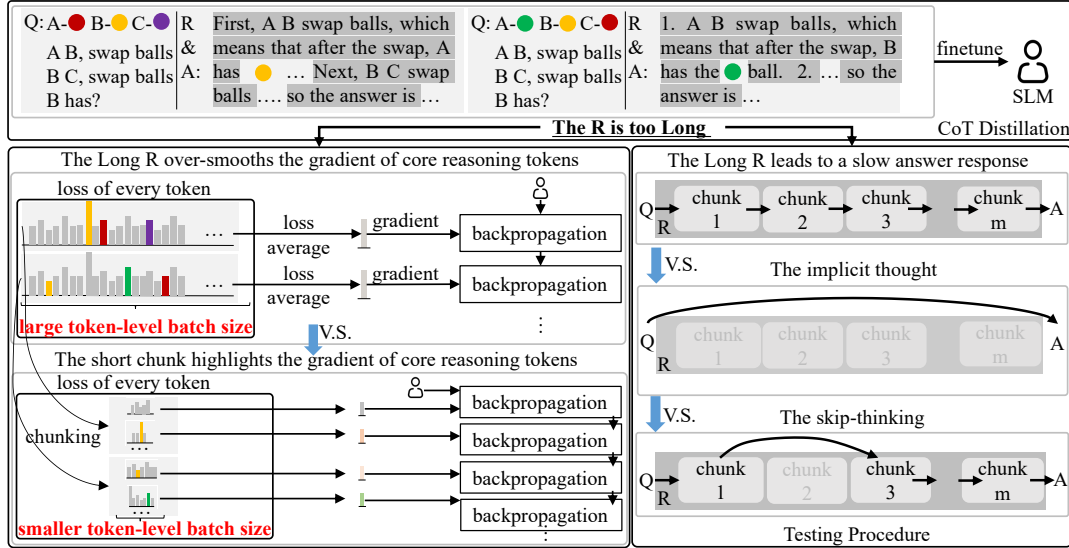 Q: A- B- C-
A B, swap balls
B C, swap balls
B has?
R
&
A:
First, A B swap balls, which
means that after the swap, A
has … Next, B C swap
balls …. so the answer is …
Q: A- B- C-
A B, swap balls
B C, swap balls
B has?
R
&
A:
1. A B swap balls, which
means that after the swap, B
has the ball. 2. … so the
answer is …
finetune
SLM
The R is too Long
CoT Distillation
The Long R over-smooths the gradient of core reasoning tokens
loss of every token
...
loss
average
gradient
backpropagation
...
loss
average
gradient
backpropagation
⋮
large token-level batch size
V.S.
The short chunk highlights the gradient of core reasoning tokens
loss of every token
chunking
...
...
backpropagation
backpropagation
backpropagation
backpropagation
⋮
smaller token-level batch size
The Long R leads to a slow answer response
Q
R
chunk
1
chunk
2
chunk
3
chunk
m
A
V.S.
The implicit thought
Q
R
chunk
1
chunk
2
chunk
3
chunk
m
A
V.S.
The skip-thinking
Q
R
chunk
1
chunk
2
chunk
3
chunk
m
A
Testing Procedure